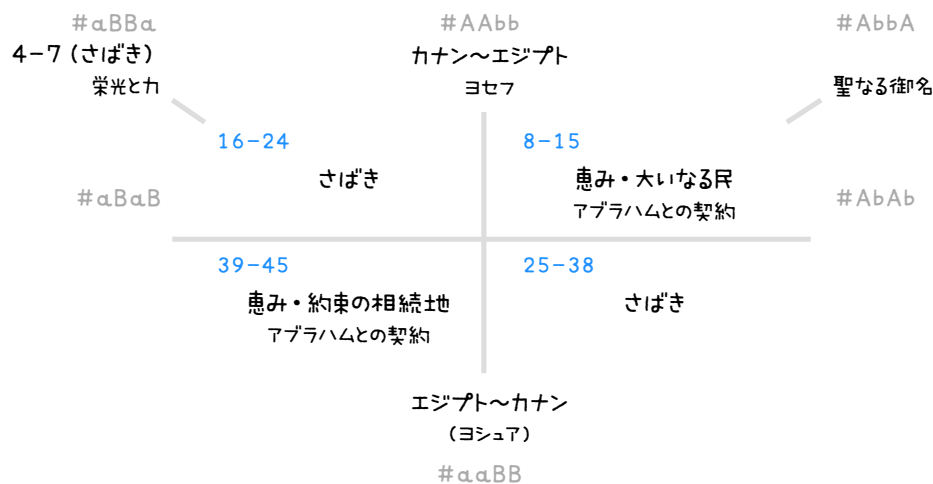 #aBBa
#AAbb
#AbbA
4-7 (さばき)
カナン〜エジプト
栄光と力
ヨセフ
聖なる御名
16-24
8-15
さばき
恵み・大いなる民
#aBaB
アブラハムとの契約
#AbAb
39-45
25-38
恵み・約束の相続地
さばき
アブラハムとの契約
エジプト〜カナン
(ヨシュア)
#aaBB